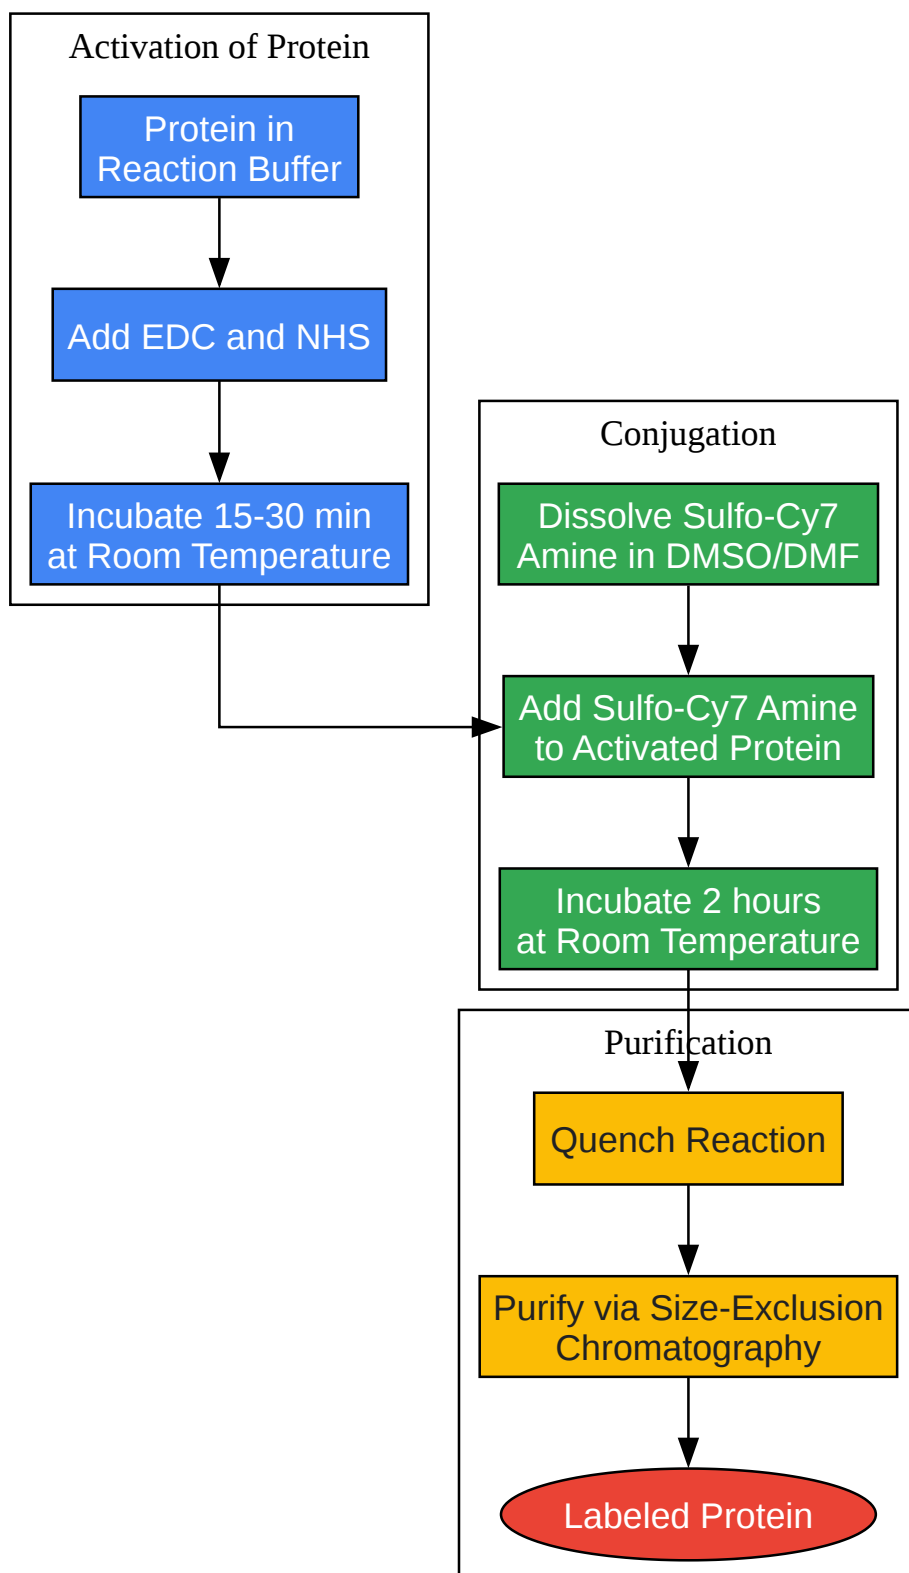 Activation of Protein
Protein in
Reaction Buffer
Add EDC and NHS
Incubate 15-30 min
at Room Temperature
Conjugation
Dissolve Sulfo-Cy7
Amine in DMSO/DMF
Add Sulfo-Cy7 Amine
to Activated Protein
Incubate 2 hours
at Room Temperature
Purification
Quench Reaction
Purify via Size-Exclusion
Chromatography
Labeled Protein